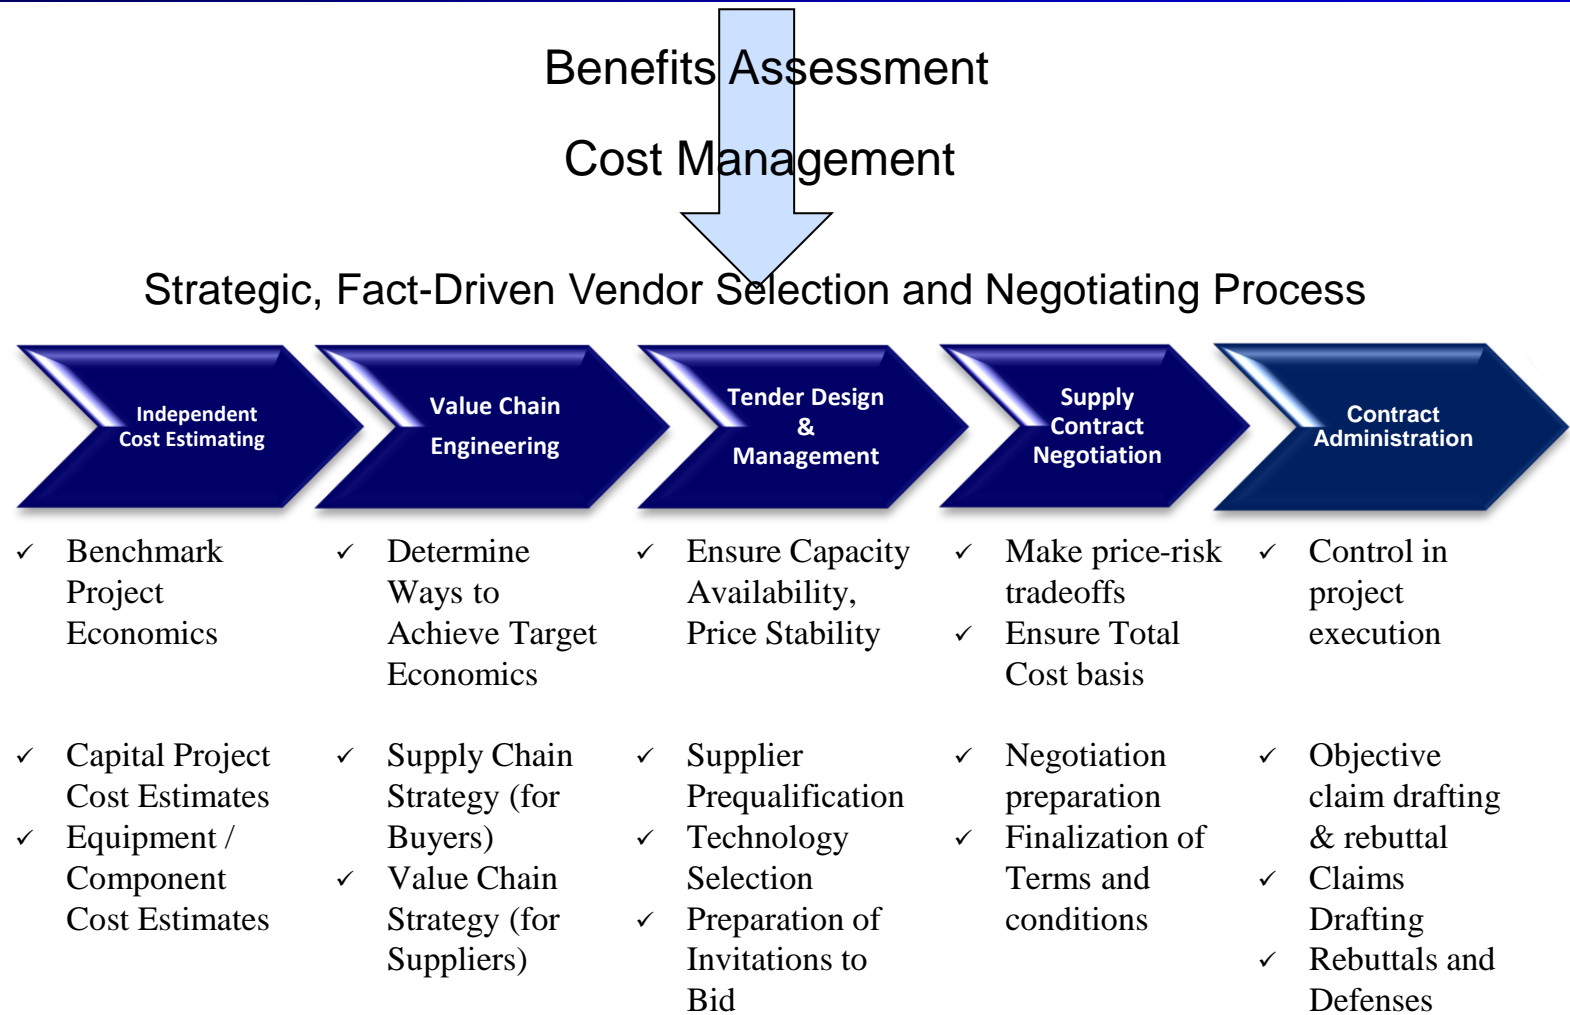 Benefits Assessment
Cost Management
Strategic, Fact-Driven Vendor Selection and Negotiating Process
Independent
Cost Estimating
Value Chain
Engineering
Tender Design
&
Management
Supply
Contract
Negotiation
Contract
Administration
✓ Benchmark
Project
Economics
✓ Capital Project
Cost Estimates
✓ Equipment /
Component
Cost Estimates
✓ Determine
Ways to
Achieve Target
Economics
✓ Supply Chain
Strategy (for
Buyers)
✓ Value Chain
Strategy (for
Suppliers)
✓ Ensure Capacity
Availability,
Price Stability
✓ Supplier
Prequalification
✓ Technology
Selection
✓ Preparation of
Invitations to
Bid
✓ Make price-risk
tradeoffs
✓ Ensure Total
Cost basis
✓ Negotiation
preparation
✓ Finalization of
Terms and
conditions
✓ Control in
project
execution
✓ Objective
claim drafting
& rebuttal
✓ Claims
Drafting
✓ Rebuttals and
Defenses